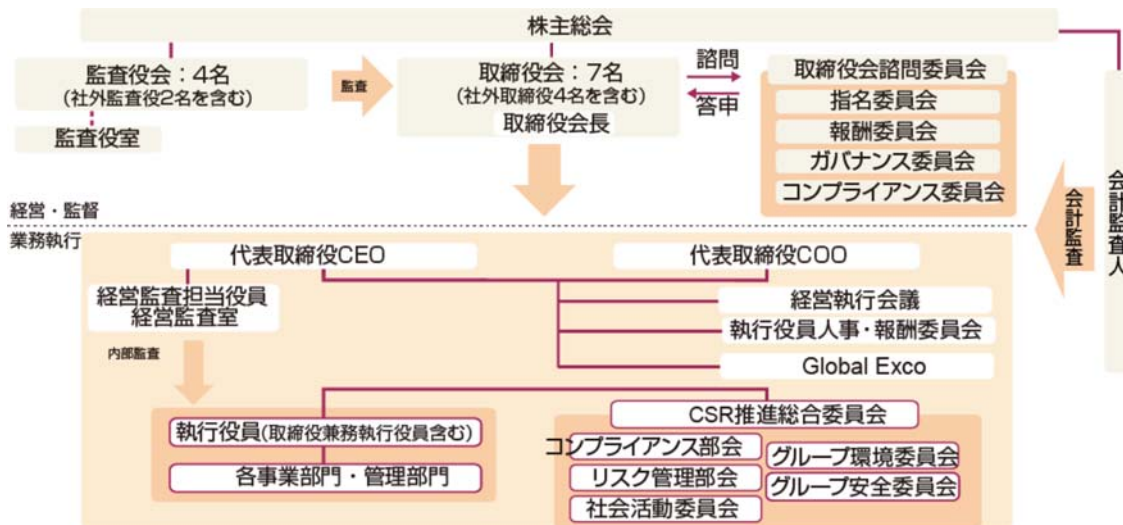 株主総会
監査役会：4名
(社外監査役2名を含む)
監査役室
監査
取締役会：7名
(社外取締役4名を含む)
取締役会長
諮問
答申
取締役会諮問委員会
指名委員会
報酬委員会
ガバナンス委員会
コンプライアンス委員会
会計監査人
会計監査
経営・監督
業務執行
代表取締役CEO
代表取締役COO
経営監査担当役員
経営監査室
経営執行会議
執行役員人事・報酬委員会
Global Exco
内部監査
執行役員(取締役兼務執行役員含む)
各事業部門・管理部門
CSR推進総合委員会
コンプライアンス部会
リスク管理部会
社会活動委員会
グループ環境委員会
グループ安全委員会